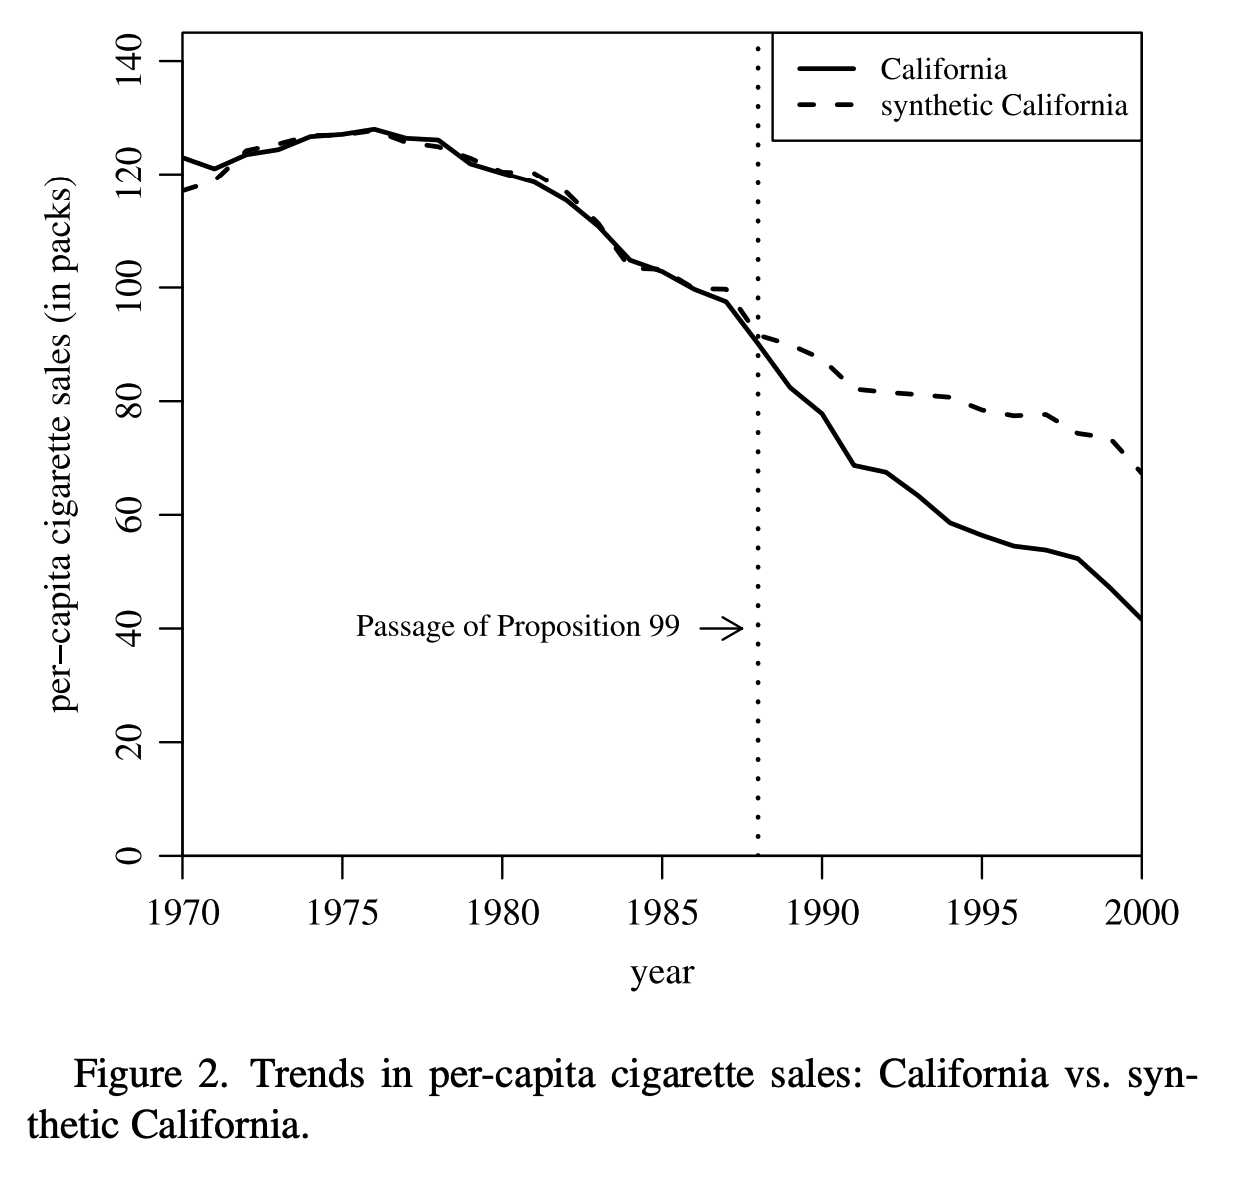 140
120
100
80
60
40
20
0
per−capita cigarette sales (in packs)
California
synthetic California
Passage of Proposition 99
1970 1975 1980 1985 1990 1995 2000
year
Figure 2. Trends in per-capita cigarette sales: California vs. syn-
thetic California.